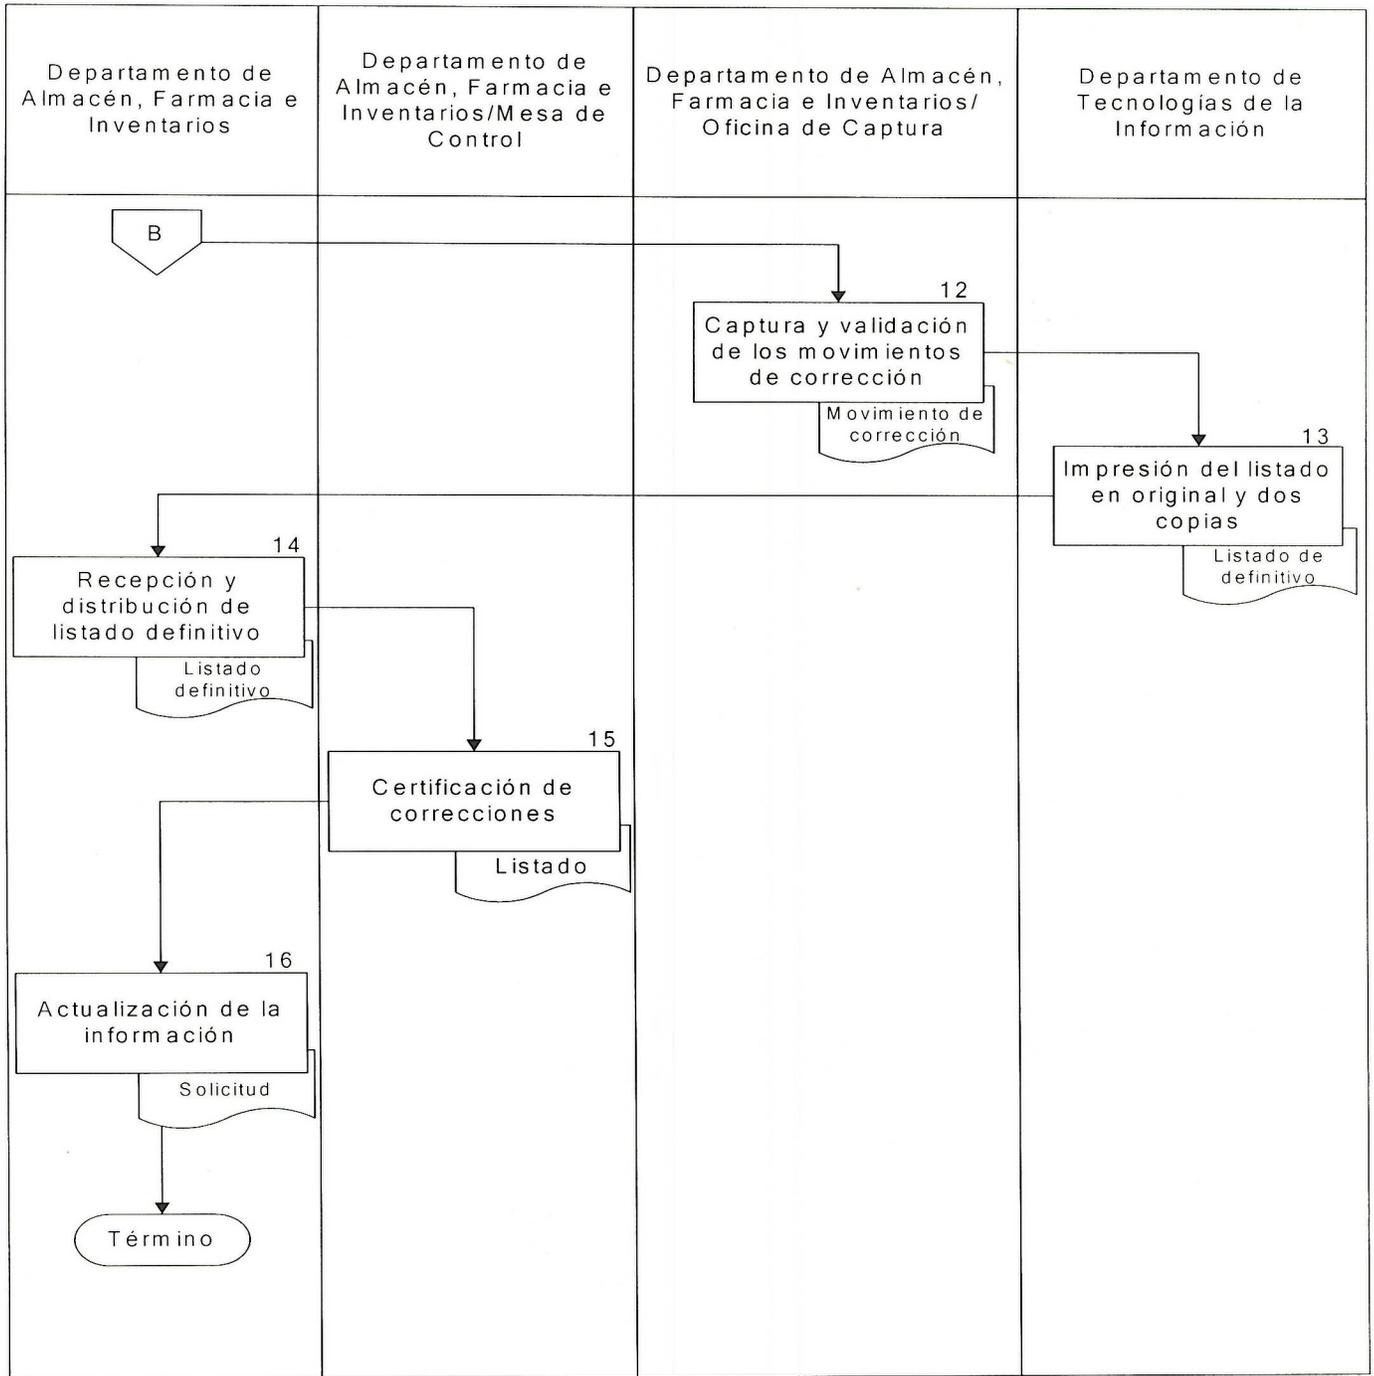 Departamento de
Almacén, Farmacia e
Inventarios
Departamento de
Almacén, Farmacia e
Inventarios/Mesa de
Control
Departamento de Almacén,
Farmacia e Inventarios/
Oficina de Captura
Departamento de
Tecnologías de la
Información
B
12
Captura y validación
de los movimientos
de corrección
Movimiento de
corrección
13
Impresión del listado
en original y dos
copias
Listado de
definitivo
14
Recepción y
distribución de
listado definitivo
Listado
definitivo
15
Certificación de
correcciones
Listado
16
Actualización de la
información
Solicitud
Término